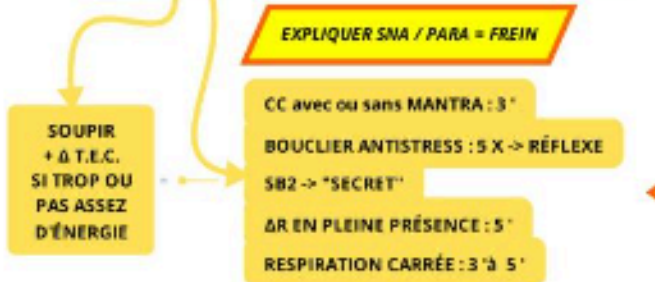 EXPLIQUER SNA / PARA = FREIN
SOUPIR
+ Δ T.E.C.
SI TROP OU
PAS ASSEZ
D'ÉNERGIE
CC avec ou sans MANTRA : 3'
BOUCLIER ANTISTRESS : 5 X -> RÉFLEXE
SB2 -> "SECRET"
ΔR EN PLEINE PRÉSENCE : 5'
RESPIRATION CARRÉE : 3'à 5'